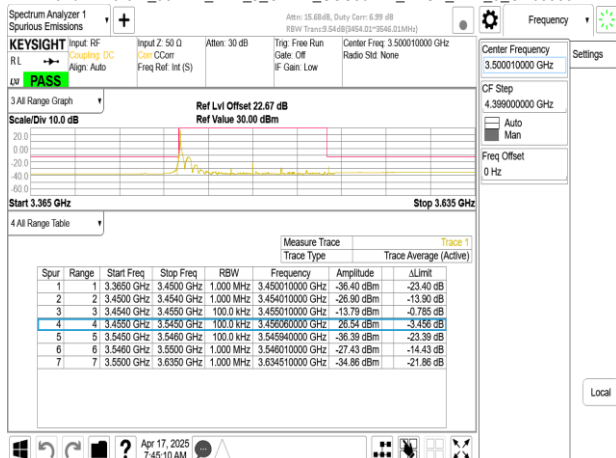 Spectrum Analyzer 1
Spurious Emissions
Attn: 15.68dB, Duty Corr: 6.99 dB
RBW Trans:9.54dB(3454.01~3546.01MHz)
Frequency
KEYSIGHT
RL
LXI
PASS
Input: RF
Coupling: DC
Align: Auto
Input Z: 50 Ω
Corr CCorr
Freq Ref: Int (S)
Atten: 30 dB
Trig: Free Run
Gate: Off
IF Gain: Low
Center Freq: 3.500010000 GHz
Radio Std: None
Center Frequency
3.500010000 GHz
Settings
CF Step
4.399000000 GHz
Auto
Man
Freq Offset
0 Hz
3 All Range Graph
Scale/Div 10.0 dB
Ref Lvl Offset 22.67 dB
Ref Value 30.00 dBm
20.0
0.00
-20.0
-40.0
-60.0
Start 3.365 GHz
Stop 3.635 GHz
4 All Range Table
Measure Trace Trace 1
Trace Type Trace Average (Active)
Spur Range Start Freq Stop Freq RBW Frequency Amplitude ΔLimit
1 1 3.3650 GHz 3.4500 GHz 1.000 MHz 3.450010000 GHz -36.40 dBm -23.40 dB
2 2 3.4500 GHz 3.4540 GHz 1.000 MHz 3.454010000 GHz -26.90 dBm -13.90 dB
3 3 3.4540 GHz 3.4550 GHz 100.0 kHz 3.455010000 GHz -13.79 dBm -0.785 dB
4 4 3.4550 GHz 3.5450 GHz 100.0 kHz 3.456060000 GHz 26.54 dBm -3.456 dB
5 5 3.5450 GHz 3.5460 GHz 100.0 kHz 3.545940000 GHz -36.39 dBm -23.39 dB
6 6 3.5460 GHz 3.5500 GHz 1.000 MHz 3.546010000 GHz -27.43 dBm -14.43 dB
7 7 3.5500 GHz 3.6350 GHz 1.000 MHz 3.634510000 GHz -34.86 dBm -21.86 dB
Local
?
Apr 17, 2025
7:45:10 AM